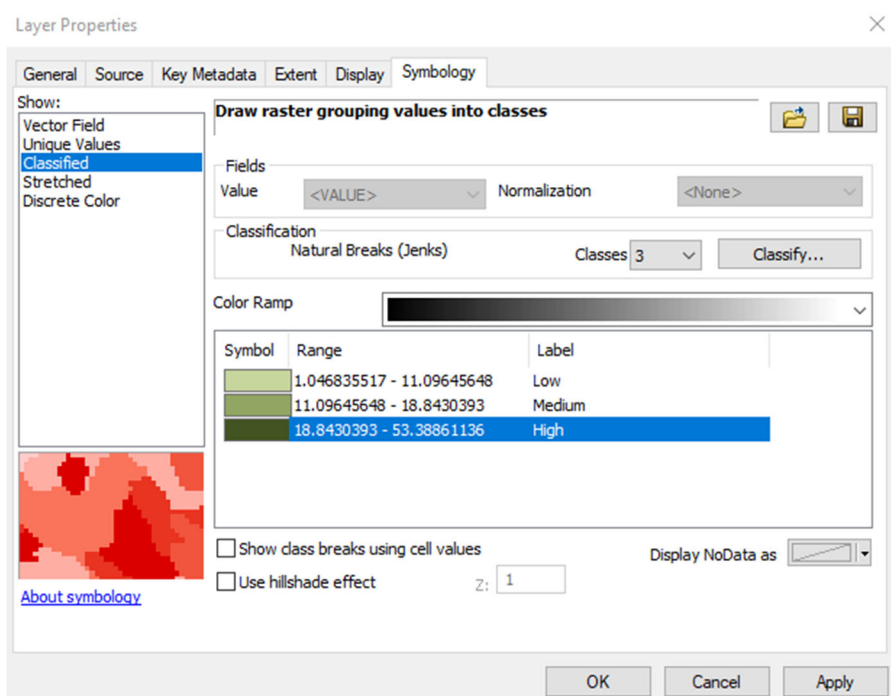 Layer Properties
General Source Key Metadata Extent Display Symbology
Show:
Vector Field
Unique Values
Classified
Stretched
Discrete Color
About symbology
Draw raster grouping values into classes
Fields
Value <VALUE> Normalization <None>
Classification
Natural Breaks (Jenks) Classes 3 Classify...
Color Ramp
Symbol Range Label
1.046835517 - 11.09645648 Low
11.09645648 - 18.8430393 Medium
18.8430393 - 53.38861136 High
Show class breaks using cell values Display NoData as
Use hillshade effect Z: 1
OK Cancel Apply